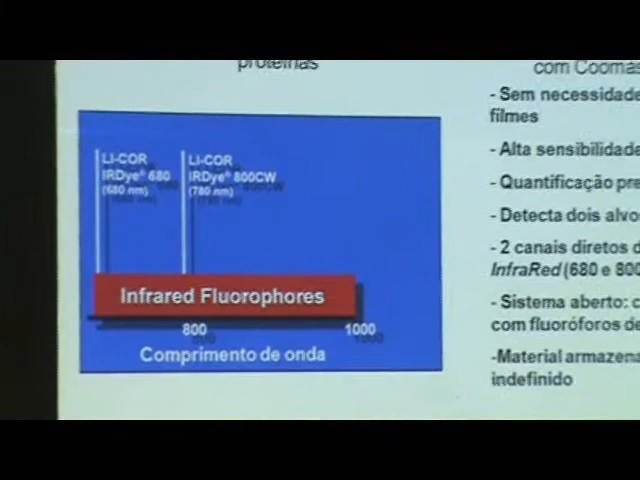 proteínas
LI-COR
IRDye® 680
(680 nm)
LI-COR
IRDye® 800CW
(780 nm)
Infrared Fluorophores
800
1000
Comprimento de onda
com Coomas
- Sem necessidade
filmes
- Alta sensibilidade
- Quantificação pre
- Detecta dois alvo
- 2 canais diretos d
InfraRed (680 e 800
- Sistema aberto: c
com fluoróforos de
-Material armazena
indefinido